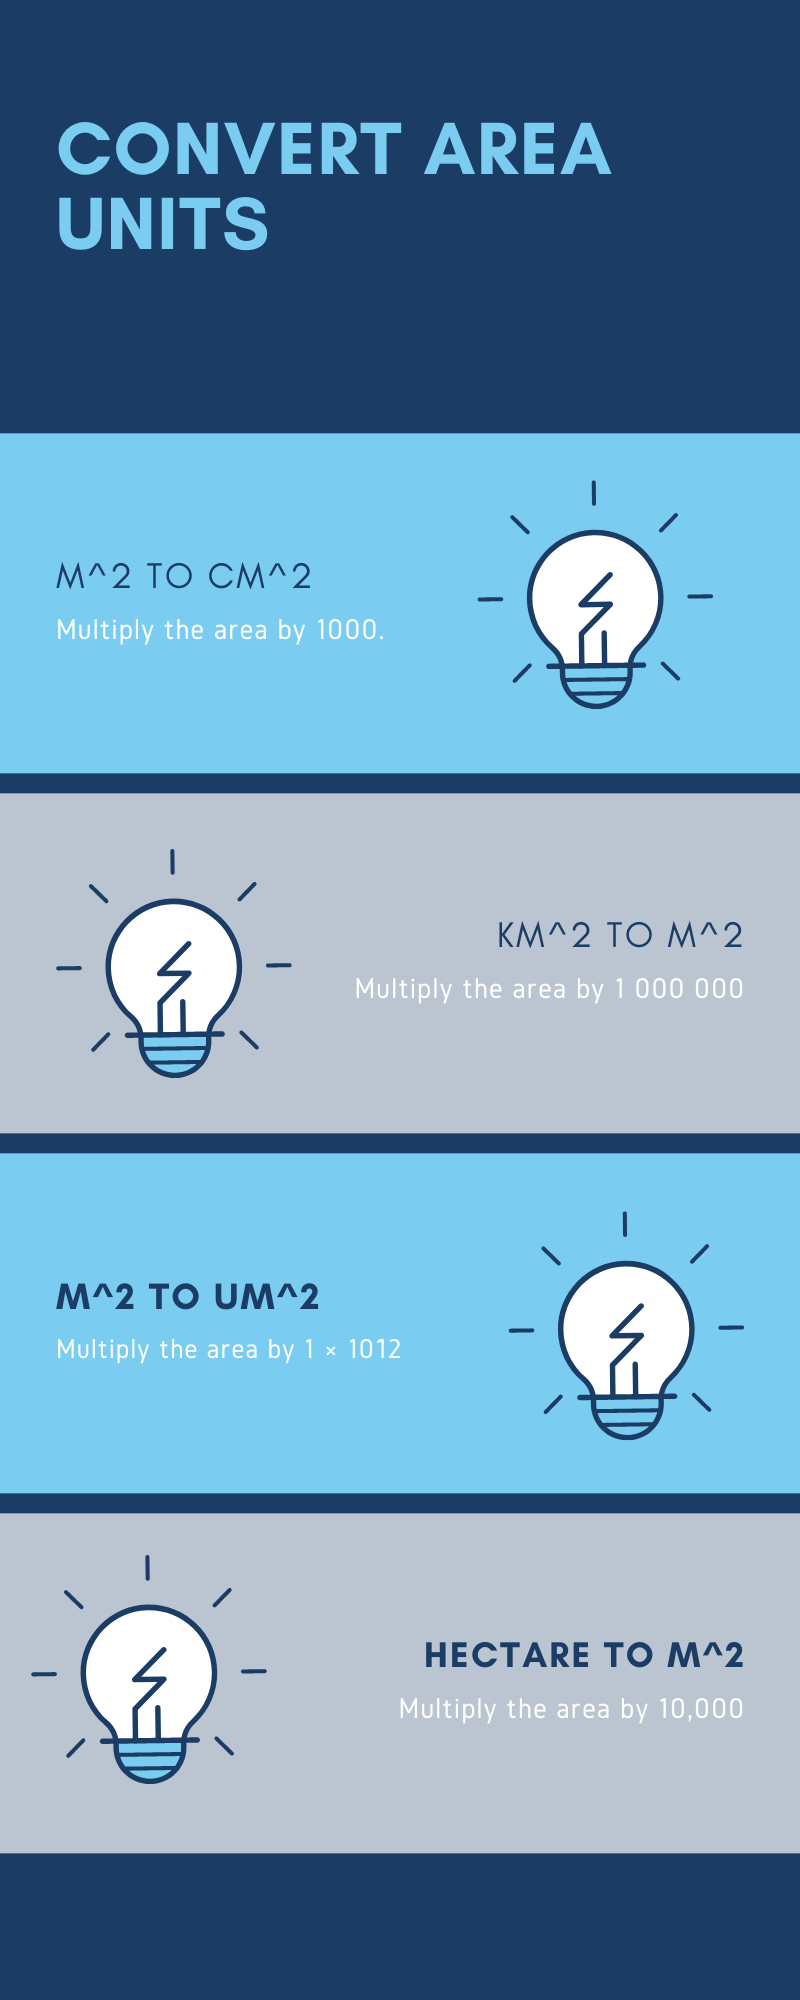 CONVERT AREA
UNITS
M^2 TO CM^2
Multiply the area by 1000.
KM^2 TO M^2
Multiply the area by 1 000 000
M^2 TO UM^2
Multiply the area by 1 × 1012
HECTARE TO M^2
Multiply the area by 10,000